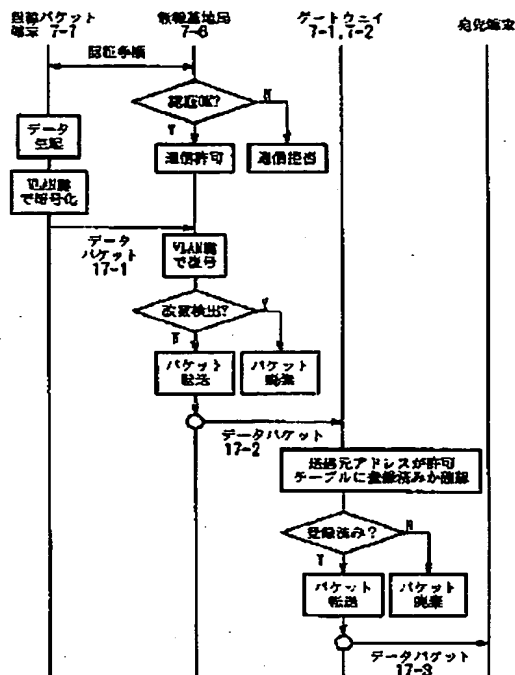 無線パケット
端末 7-7
無線基地局
7-6
ゲートウェイ
7-1,7-2
宛先端末
認証手順
認証OK?
N
Y
データ
生起
通信許可
通信拒否
WLAN鍵
で暗号化
データ
パケット
17-1
WLAN鍵
で復号
改竄検出?
Y
N
パケット
転送
パケット
廃棄
データパケット
17-2
送信元アドレスが許可
テーブルに登録済みか確認
登録済み?
N
Y
パケット
転送
パケット
廃棄
データパケット
17-3